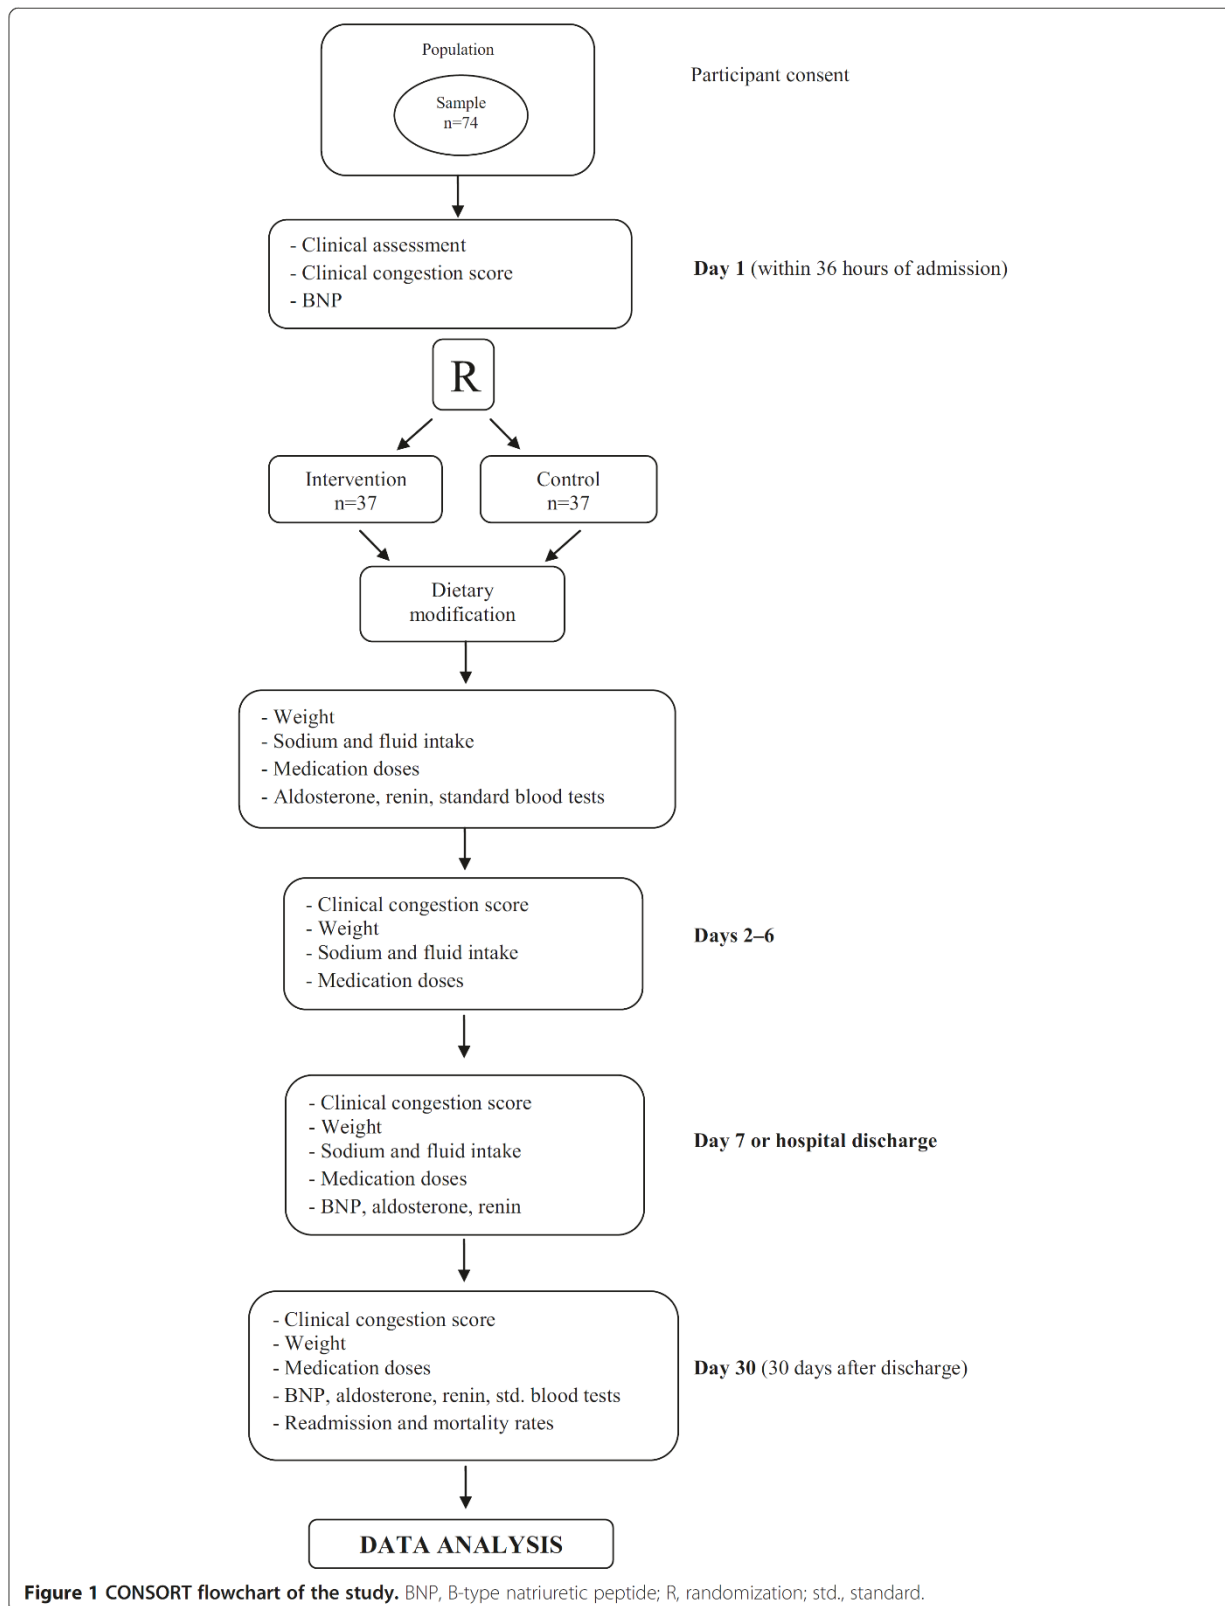 Population
Sample
n=74
Participant consent
- Clinical assessment
- Clinical congestion score
- BNP
Day 1 (within 36 hours of admission)
R
Intervention
n=37
Control
n=37
Dietary
modification
- Weight
- Sodium and fluid intake
- Medication doses
- Aldosterone, renin, standard blood tests
- Clinical congestion score
- Weight
- Sodium and fluid intake
- Medication doses
Days 2–6
- Clinical congestion score
- Weight
- Sodium and fluid intake
- Medication doses
- BNP, aldosterone, renin
Day 7 or hospital discharge
- Clinical congestion score
- Weight
- Medication doses
- BNP, aldosterone, renin, std. blood tests
- Readmission and mortality rates
Day 30 (30 days after discharge)
DATA ANALYSIS
Figure 1 CONSORT flowchart of the study. BNP, B-type natriuretic peptide; R, randomization; std., standard.